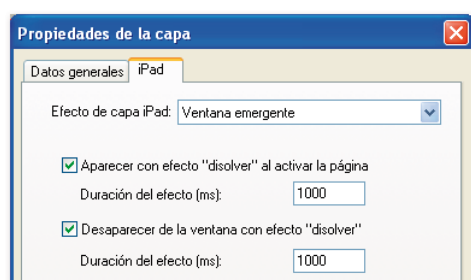 Propiedades de la capa
Datos generales iPad
Efecto de capa iPad: Ventana emergente
Aparecer con efecto "disolver" al activar la página
Duración del efecto (ms): 1000
Desaparecer de la ventana con efecto "disolver"
Duración del efecto (ms): 1000